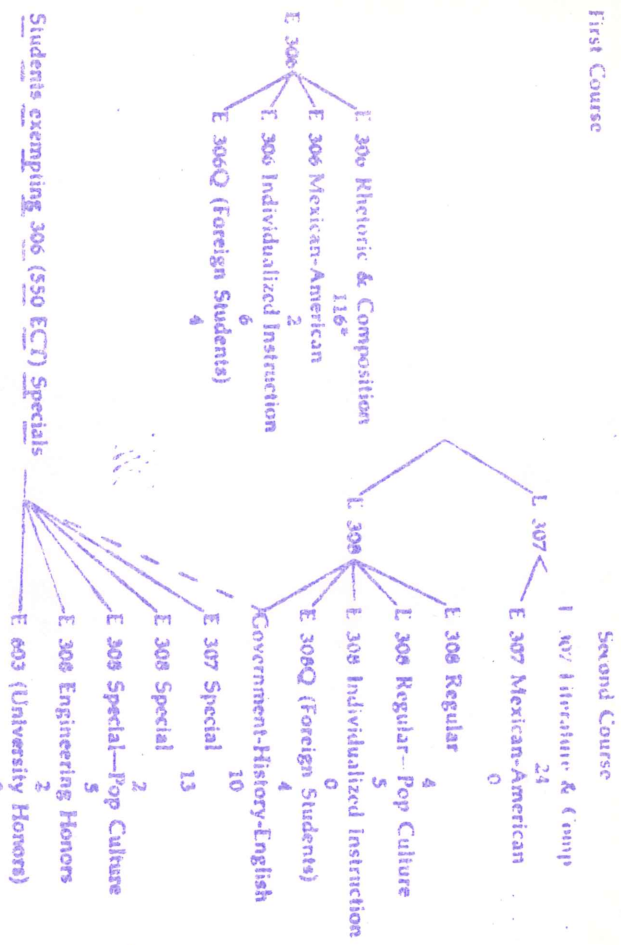 First Course
Second Course
E 306
E 306 Rhetoric & Composition
116*
E 306 Mexican-American
2
E 306 Individualized Instruction
6
E 306Q (Foreign Students)
4
E 307
E 307 Literature & Comp
24
E 307 Mexican-American
0
E 308
E 308 Regular
4
E 308 Regular—Pop Culture
5
E 308 Individualized Instruction
0
E 308Q (Foreign Students)
4
Government-History-English
10
Students exempting 306 (550 ECT) Specials
E 307 Special
13
E 308 Special
2
E 308 Special—Pop Culture
5
E 308 Engineering Honors
2
E 603 (University Honors)